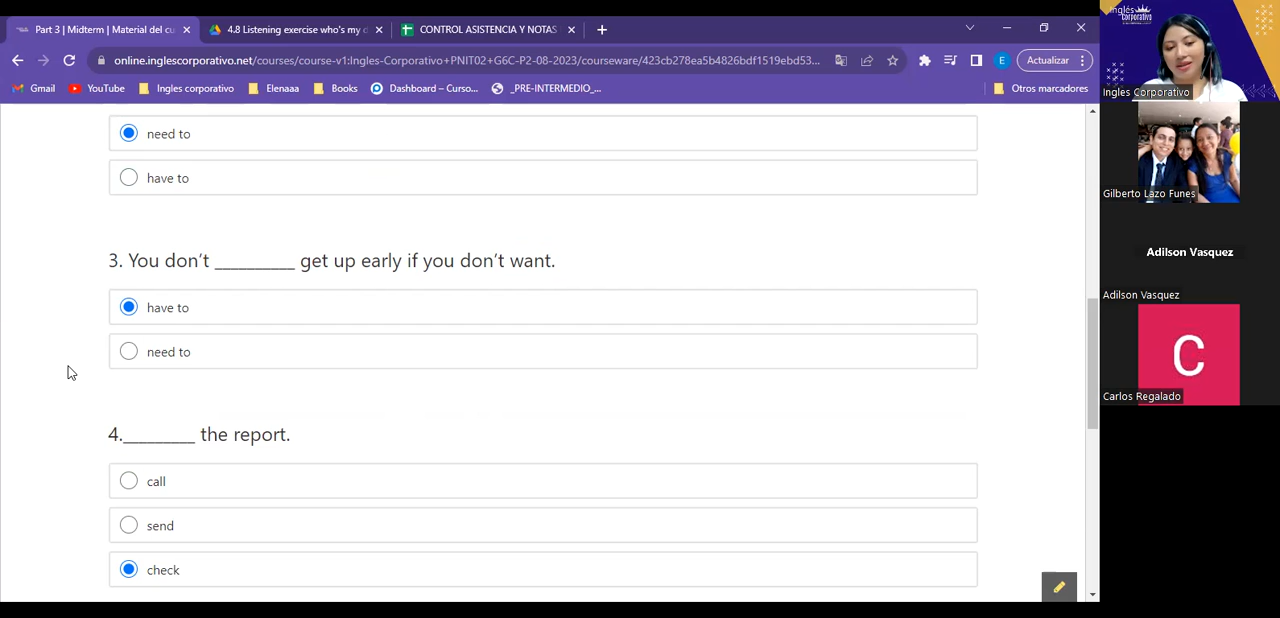 Part 3 | Midterm | Material del cu
4.8 Listening exercise who's my d
CONTROL ASISTENCIA Y NOTAS
online.inglescorporativo.net/courses/course-v1:Ingles-Corporativo+PNIT02+G6C-P2-08-2023/courseware/423cb278ea5b4826bdf1519ebd53...
E
Actualizar
Gmail
YouTube
Ingles corporativo
Elenaaa
Books
Dashboard – Curso...
_PRE-INTERMEDIO_...
Otros marcadores
need to
have to
3. You don’t __________ get up early if you don’t want.
have to
need to
4._________ the report.
call
send
check
Inglés
corporativo
Ingles Corporativo
Gilberto Lazo Funes
Adilson Vasquez
Adilson Vasquez
C
Carlos Regalado